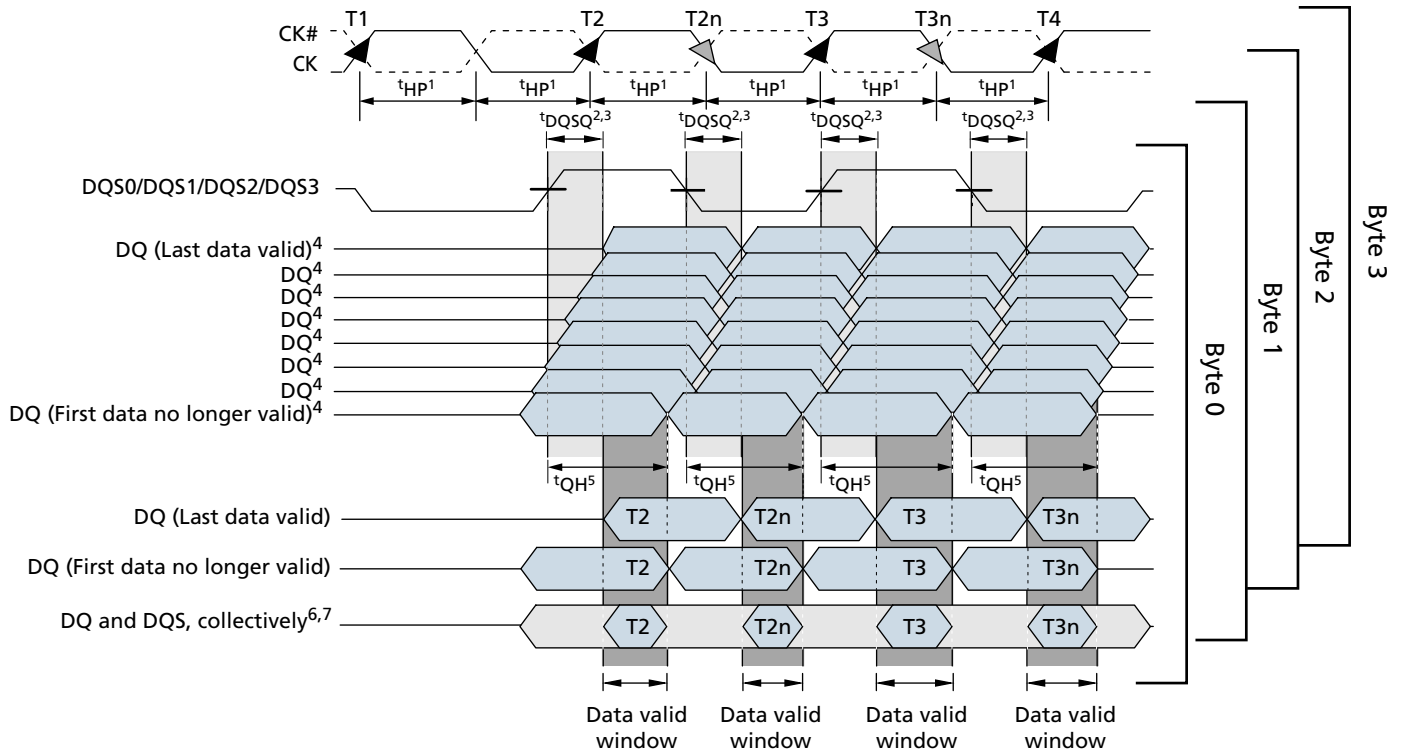 T1 T2 T2n T3 T3n T4
CK#
CK
tHP1 tHP1 tHP1 tHP1 tHP1 tHP1
tDQSQ2,3 tDQSQ2,3 tDQSQ2,3 tDQSQ2,3
DQS0/DQS1/DQS2/DQS3
DQ (Last data valid)4
DQ4
DQ4
DQ4
DQ4
DQ4
DQ4
DQ (First data no longer valid)4
tQH5 tQH5 tQH5 tQH5
DQ (Last data valid) T2 T2n T3 T3n
DQ (First data no longer valid) T2 T2n T3 T3n
DQ and DQS, collectively6,7 T2 T2n T3 T3n
Data valid window
Data valid window
Data valid window
Data valid window
Byte 0
Byte 1
Byte 2
Byte 3